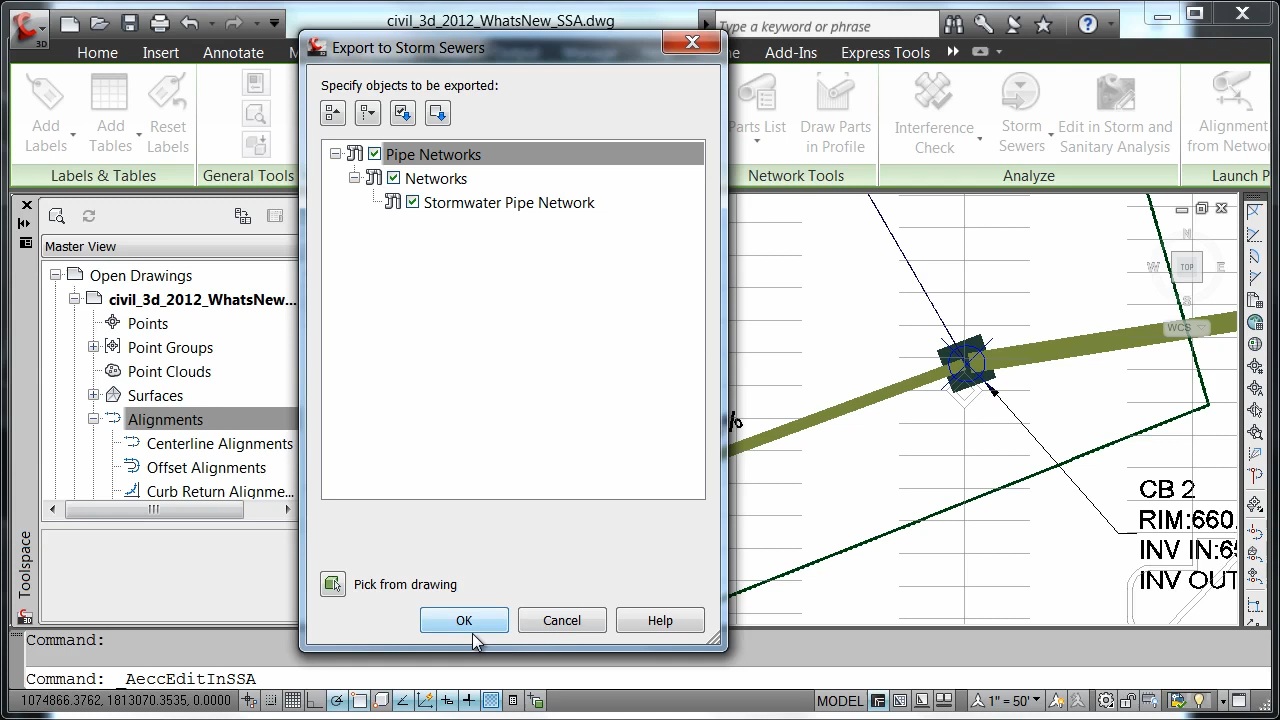 civil_3d_2012_WhatsNew_SSA.dwg
Type a keyword or phrase
3D
Home Insert Annotate Add-Ins Express Tools
Export to Storm Sewers
Specify objects to be exported:
Pipe Networks
Networks
Stormwater Pipe Network
Pick from drawing
OK Cancel Help
Add Labels
Add Tables
Reset Labels
Labels & Tables
General Tools
Parts List
Draw Parts in Profile
Network Tools
Interference Check
Storm Sewers
Edit in Storm and Sanitary Analysis
Analyze
Alignment from Networ
Launch P
Master View
Open Drawings
civil_3d_2012_WhatsNew...
Points
Point Groups
Point Clouds
Surfaces
Alignments
Centerline Alignments
Offset Alignments
Curb Return Alignme...
Toolspace
N
W TOP E
S
WCS
%
CB 2
RIM:660.
INV IN:65
INV OUT
Command:
Command: _AeccEditInSSA
1074866.3762, 1813070.3535, 0.0000
MODEL
1" = 50'